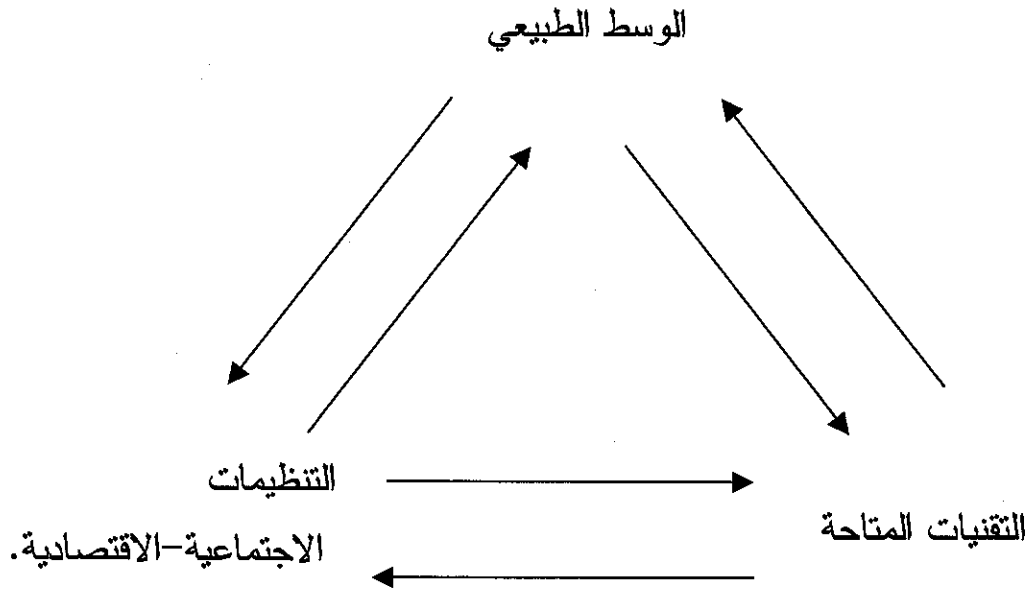 الوسط الطبيعي
التنظيمات
الاجتماعية-الاقتصادية.
التقنيات المتاحة